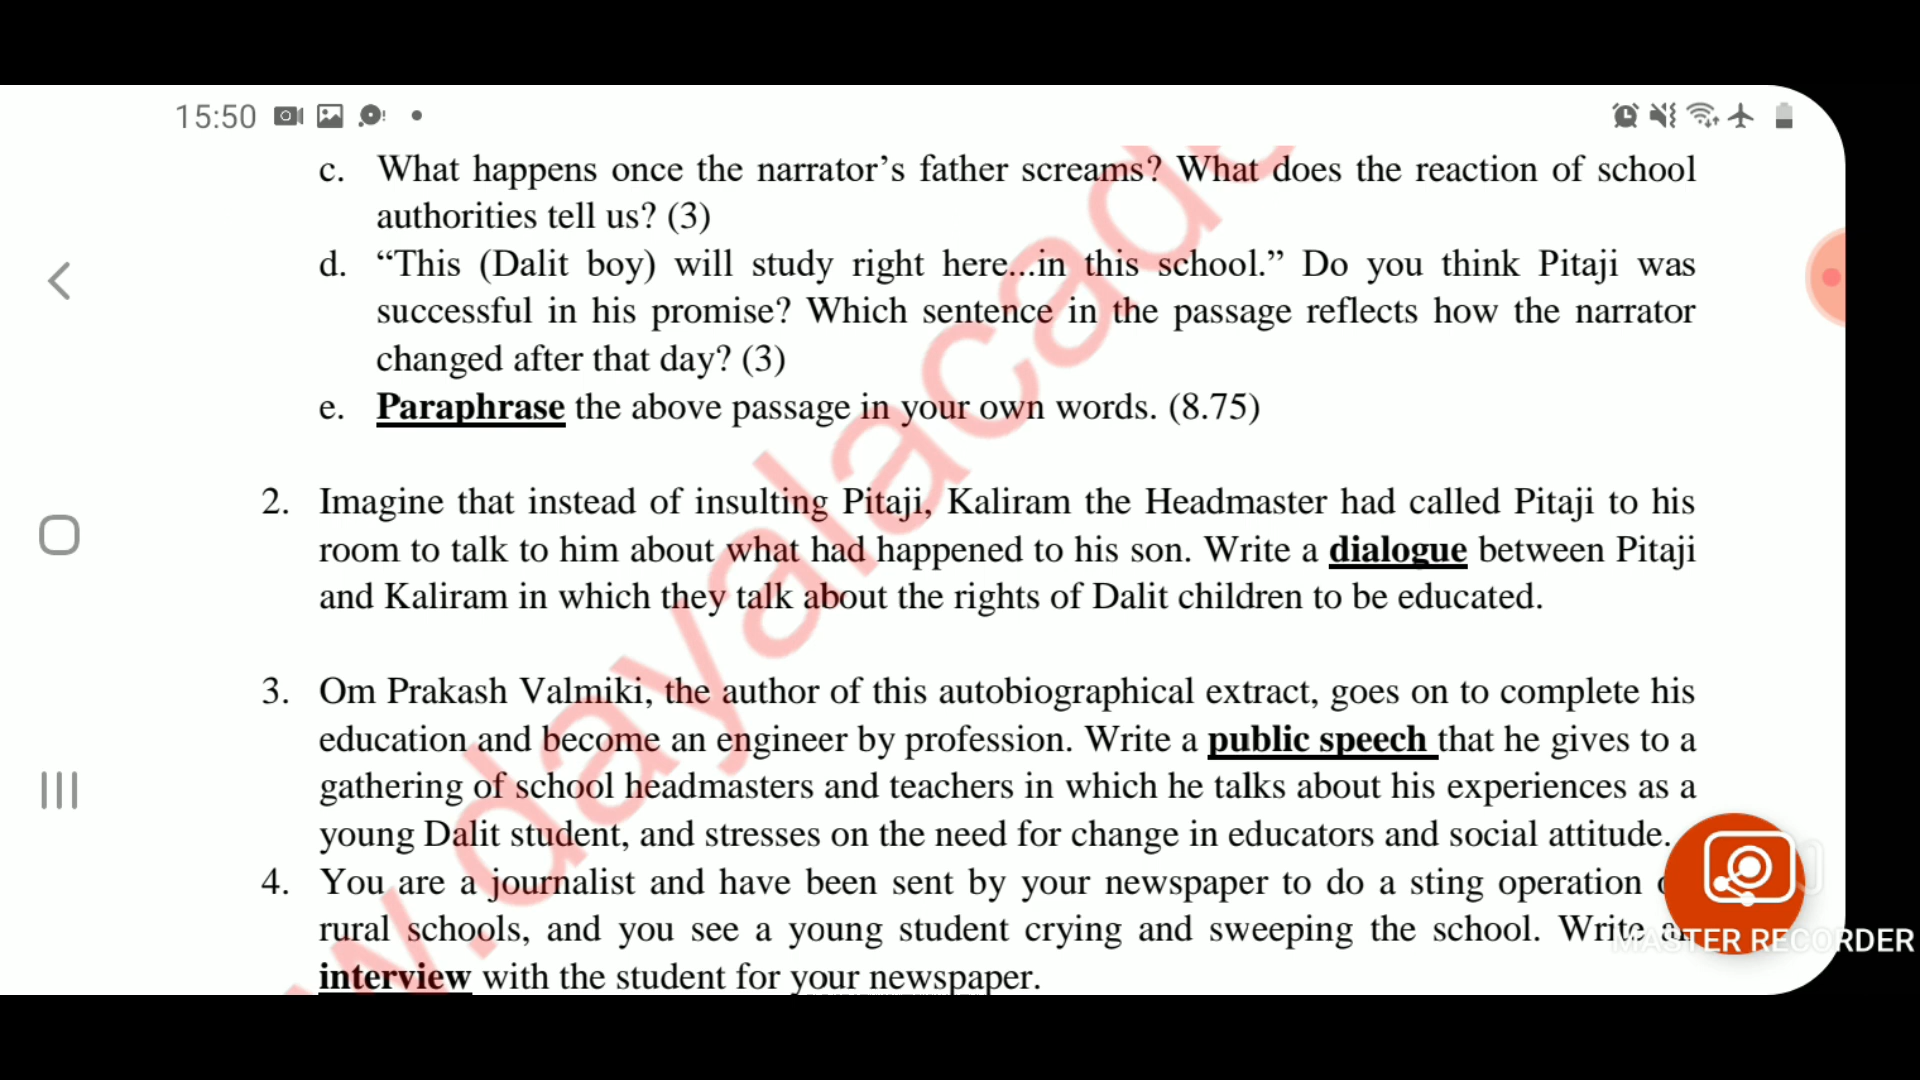 15:50
c. What happens once the narrator’s father screams? What does the reaction of school
authorities tell us? (3)
d. “This (Dalit boy) will study right here...in this school.” Do you think Pitaji was
successful in his promise? Which sentence in the passage reflects how the narrator
changed after that day? (3)
e. Paraphrase the above passage in your own words. (8.75)
2. Imagine that instead of insulting Pitaji, Kaliram the Headmaster had called Pitaji to his
room to talk to him about what had happened to his son. Write a dialogue between Pitaji
and Kaliram in which they talk about the rights of Dalit children to be educated.
3. Om Prakash Valmiki, the author of this autobiographical extract, goes on to complete his
education and become an engineer by profession. Write a public speech that he gives to a
gathering of school headmasters and teachers in which he talks about his experiences as a
young Dalit student, and stresses on the need for change in educators and social attitude.
4. You are a journalist and have been sent by your newspaper to do a sting operation
rural schools, and you see a young student crying and sweeping the school. Write
interview with the student for your newspaper.
w.dayalacade
MASTER RECORDER